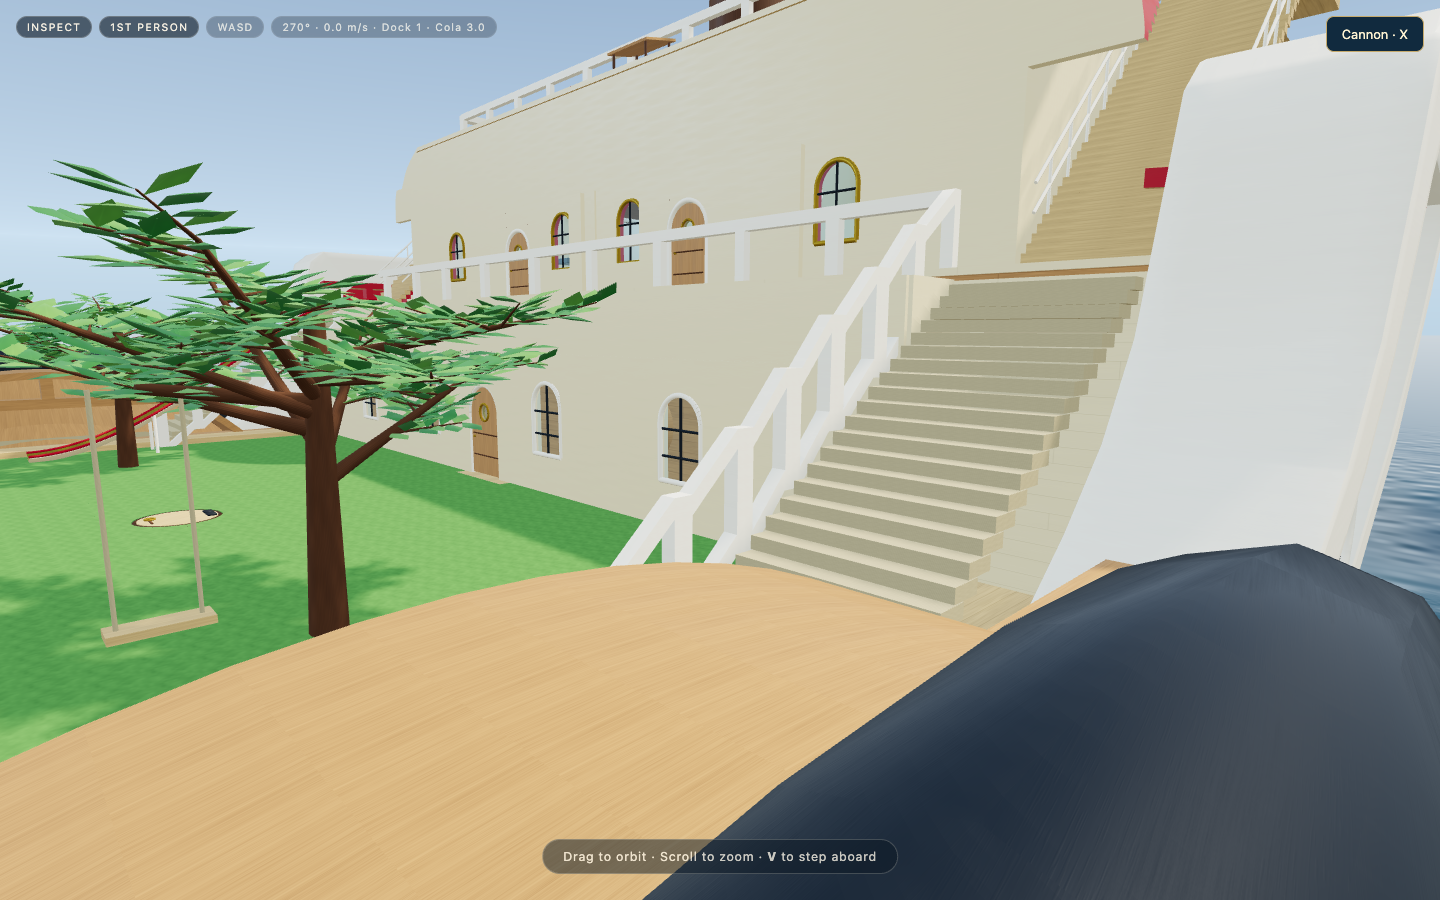 INSPECT 1ST PERSON WASD 270° · 0.0 m/s · Dock 1 · Cola 3.0
Cannon · X
Drag to orbit · Scroll to zoom · V to step aboard